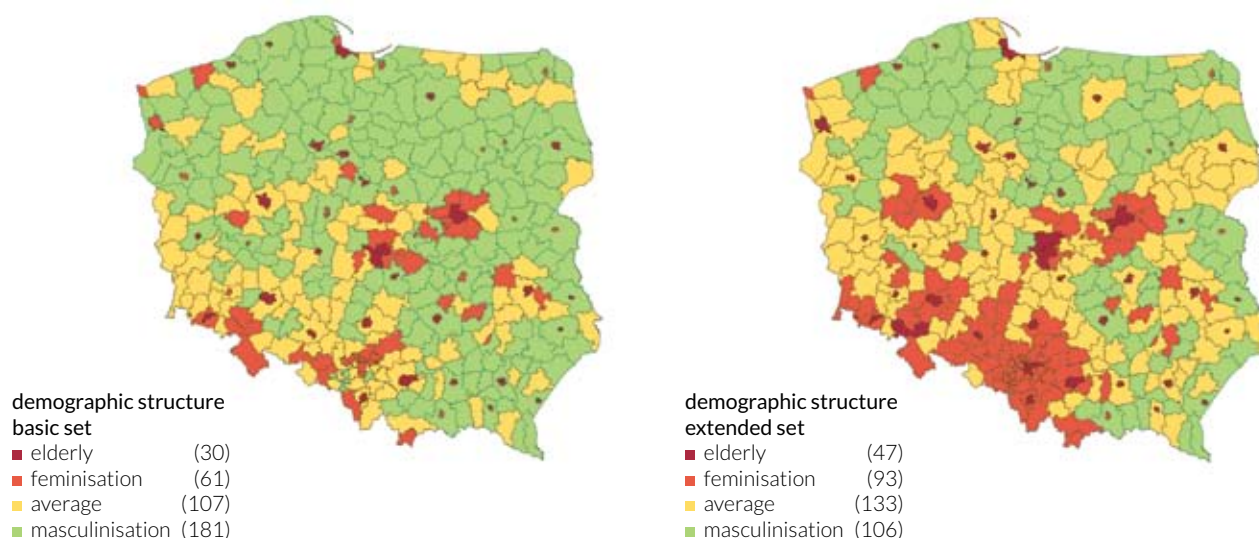 demographic structure
basic set
elderly (30)
feminisation (61)
average (107)
masculinisation (181)
demographic structure
extended set
elderly (47)
feminisation (93)
average (133)
masculinisation (106)